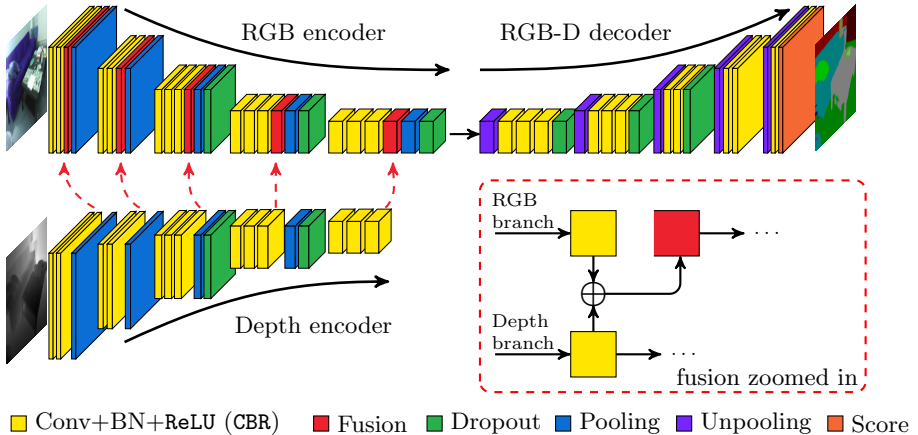 RGB encoder
RGB-D decoder
RGB
branch
. . .
Depth encoder
Depth
branch
. . .
fusion zoomed in
Conv+BN+ReLU (CBR)
Fusion
Dropout
Pooling
Unpooling
Score